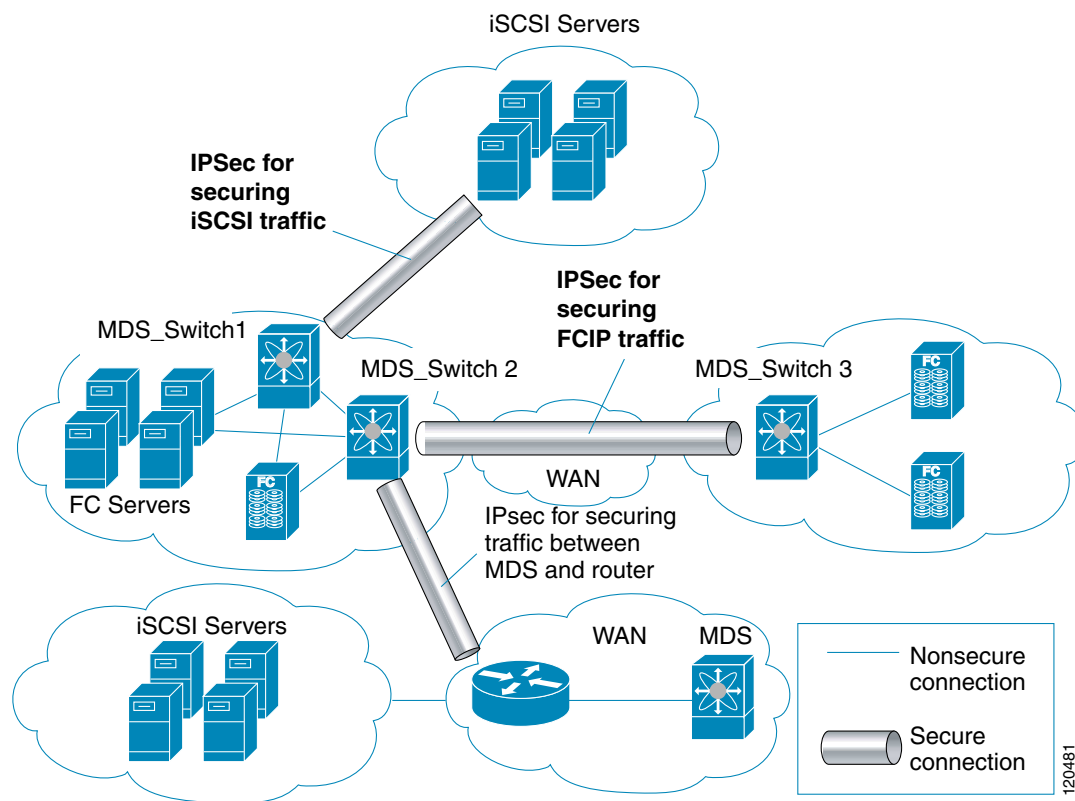 iSCSI Servers
IPSec for
securing
iSCSI traffic
IPSec for
securing
FCIP traffic
MDS_Switch1
MDS_Switch 2
MDS_Switch 3
FC
FC Servers
FC
WAN
FC
IPsec for securing
traffic between
MDS and router
iSCSI Servers
WAN
MDS
Nonsecure
connection
Secure
connection
120481